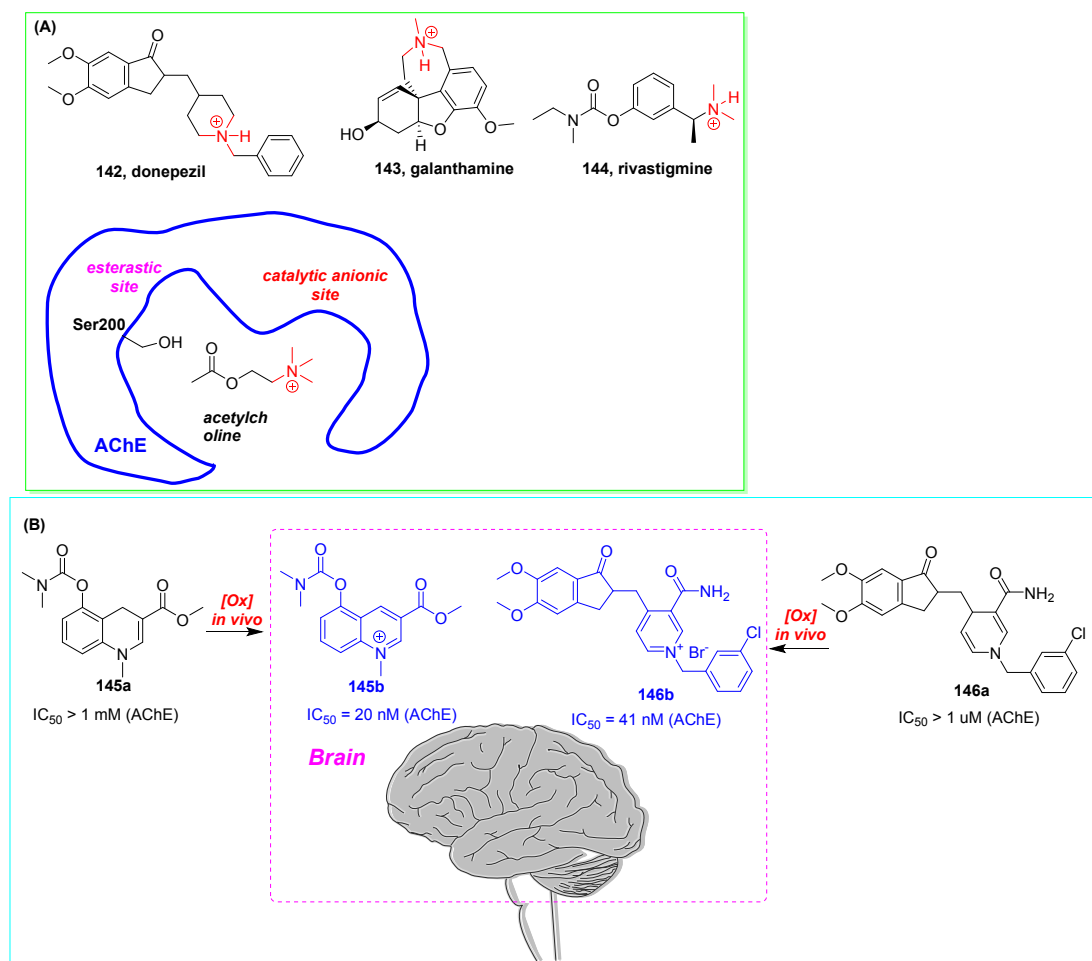 (A)
O
O
O
N
H
142, donepezil
N
H
HO
H
O
O
143, galanthamine
N
O
O
N
H
144, rivastigmine
esterastic
site
catalytic anionic
site
Ser200
OH
O
O
N
acetylch
oline
AChE
(B)
O
N
O
O
O
N
145a
IC50 > 1 mM (AChE)
[Ox]
in vivo
O
N
O
O
O
N
145b
IC50 = 20 nM (AChE)
O
O
O
O
NH2
N+
Br-
Cl
146b
IC50 = 41 nM (AChE)
[Ox]
in vivo
O
O
O
O
NH2
N
Cl
146a
IC50 > 1 uM (AChE)
Brain